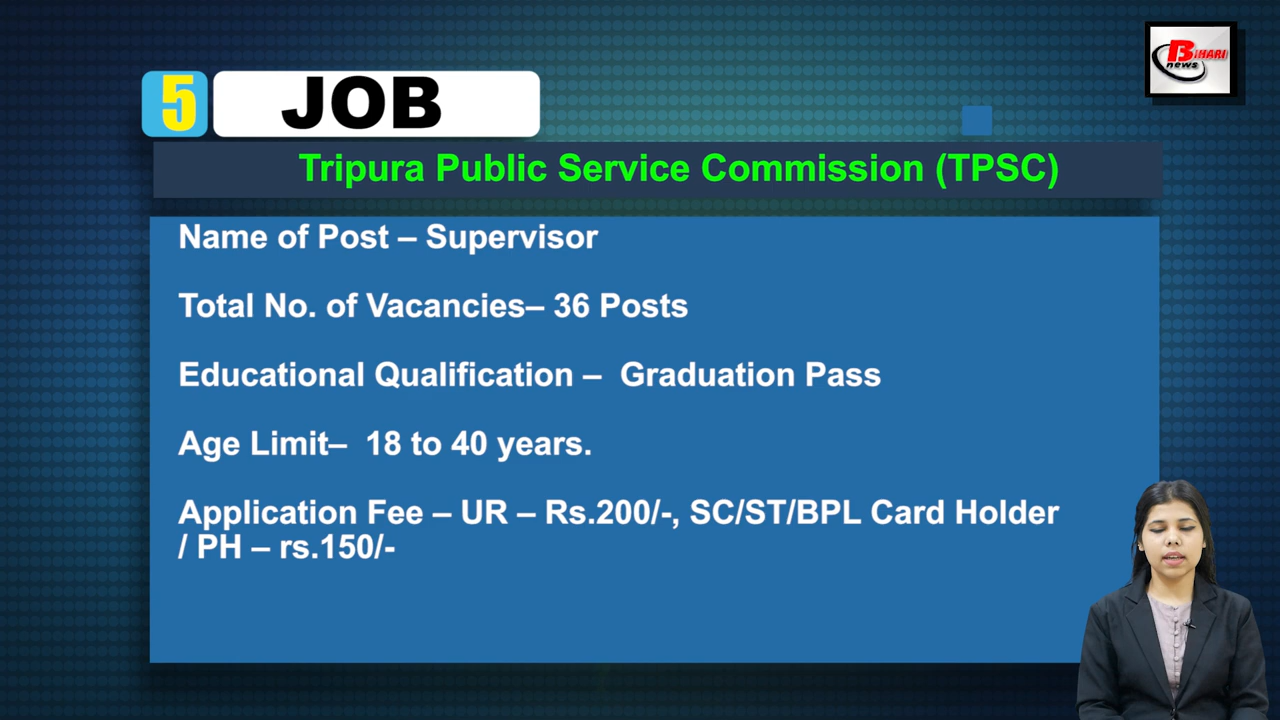 BIHARI
news
5 JOB
Tripura Public Service Commission (TPSC)
Name of Post – Supervisor
Total No. of Vacancies– 36 Posts
Educational Qualification – Graduation Pass
Age Limit– 18 to 40 years.
Application Fee – UR – Rs.200/-, SC/ST/BPL Card Holder
/ PH – rs.150/-